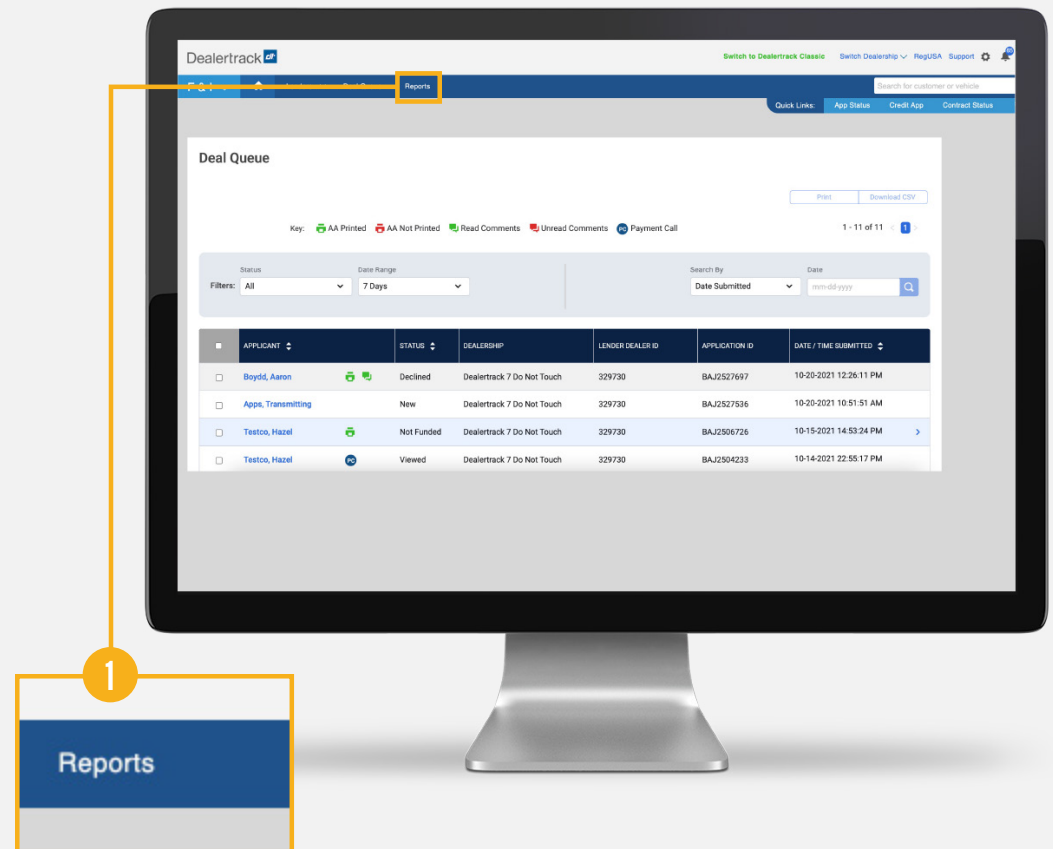 Dealertrack dt
Switch to Dealertrack Classic Switch Dealership RegUSA Support
Reports
Search for customer or vehicle
Quick Links: App Status Credit App Contract Status
Deal Queue
Print Download CSV
Key: AA Printed AA Not Printed Read Comments Unread Comments PC Payment Call 1 - 11 of 11 < 1 >
Status Date Range Search By Date
Filters: All 7 Days Date Submitted mm-dd-yyyy
APPLICANT STATUS DEALERSHIP LENDER DEALER ID APPLICATION ID DATE / TIME SUBMITTED
Boydd, Aaron Declined Dealertrack 7 Do Not Touch 329730 BAJ2527697 10-20-2021 12:26:11 PM
Apps, Transmitting New Dealertrack 7 Do Not Touch 329730 BAJ2527536 10-20-2021 10:51:51 AM
Testco, Hazel Not Funded Dealertrack 7 Do Not Touch 329730 BAJ2506726 10-15-2021 14:53:24 PM >
Testco, Hazel PC Viewed Dealertrack 7 Do Not Touch 329730 BAJ2504233 10-14-2021 22:55:17 PM
1
Reports